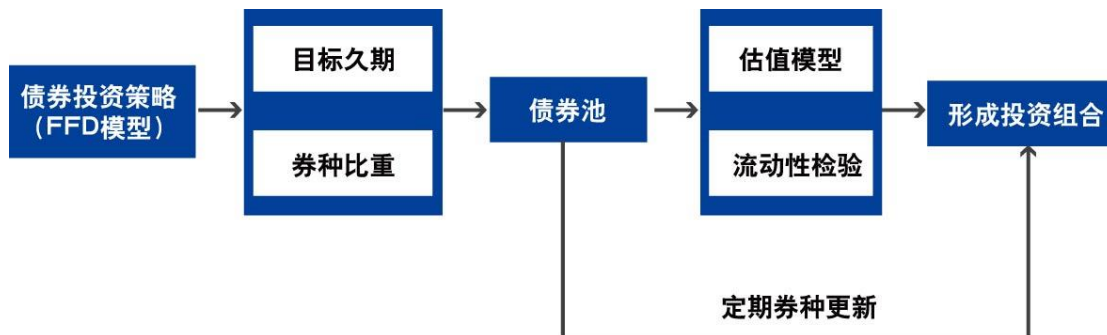 债券投资策略
（FFD模型）
目标久期
券种比重
债券池
估值模型
流动性检验
形成投资组合
定期券种更新